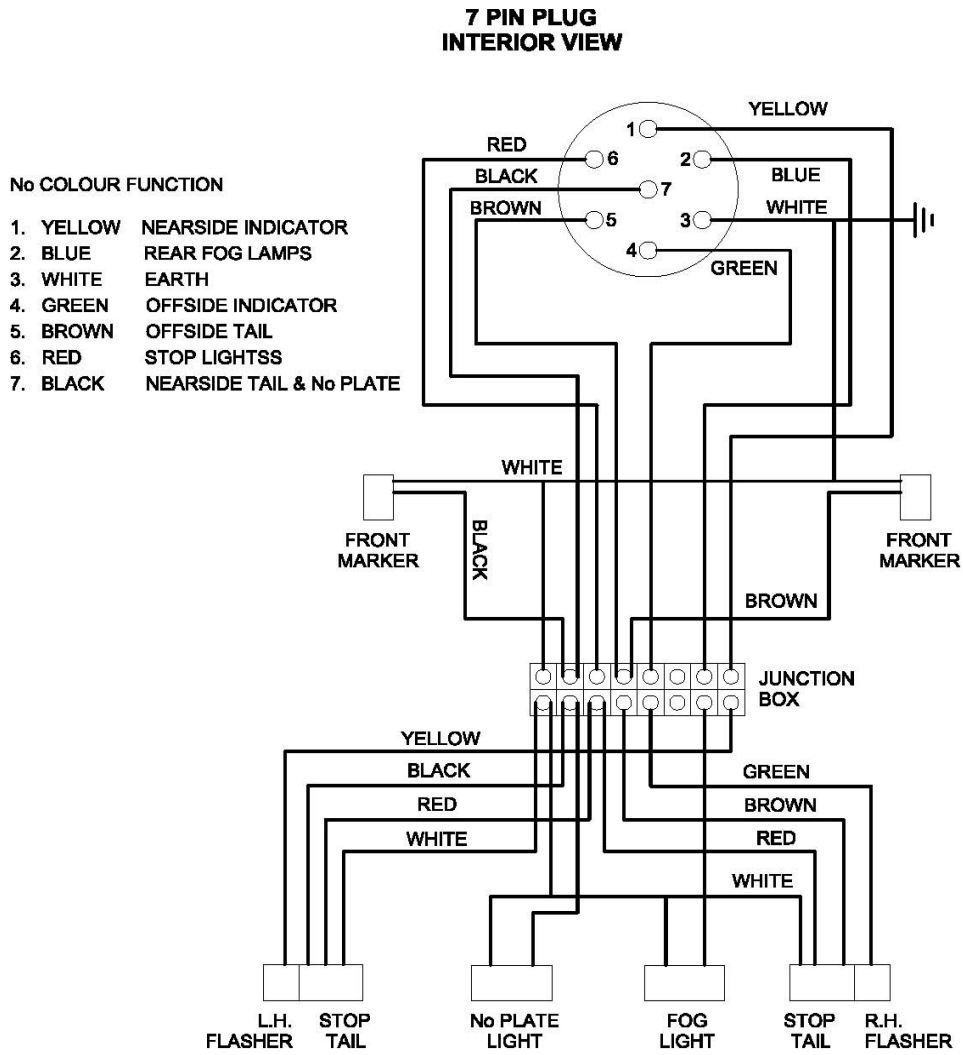 7 PIN PLUG
INTERIOR VIEW
YELLOW
RED
1
6
2
BLACK
BLUE
No COLOUR FUNCTION
7
BROWN
WHITE
5
3
1. YELLOW NEARSIDE INDICATOR
4
2. BLUE REAR FOG LAMPS
GREEN
3. WHITE EARTH
4. GREEN OFFSIDE INDICATOR
5. BROWN OFFSIDE TAIL
6. RED STOP LIGHTSS
7. BLACK NEARSIDE TAIL & No PLATE
WHITE
FRONT
MARKER
BLACK
FRONT
MARKER
BROWN
JUNCTION
BOX
YELLOW
BLACK
GREEN
RED
BROWN
WHITE
RED
WHITE
L.H.
FLASHER
STOP
TAIL
No PLATE
LIGHT
FOG
LIGHT
STOP
TAIL
R.H.
FLASHER